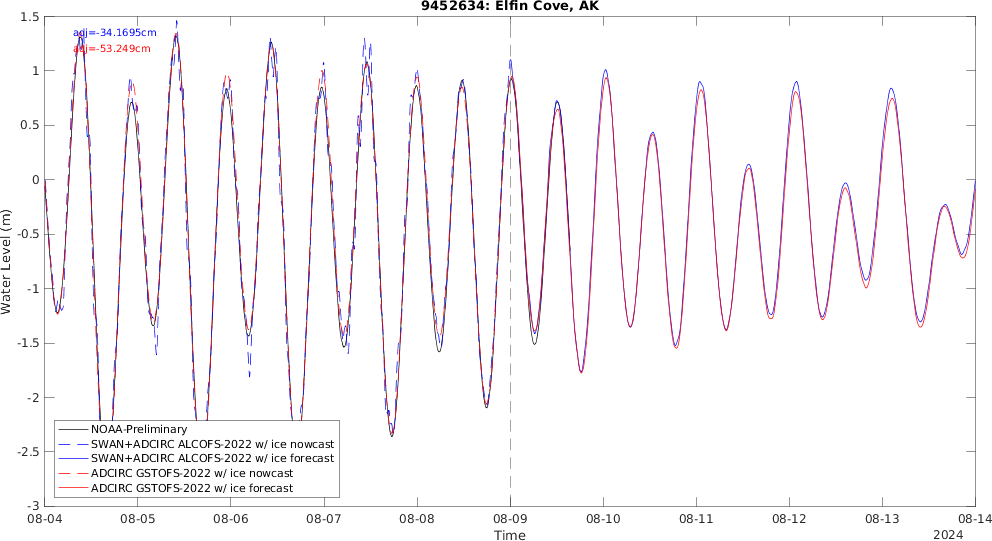 9452634: Elfin Cove, AK
adj=-34.1695cm
adj=-53.249cm
1.5
1
0.5
0
-0.5
-1
-1.5
-2
-2.5
-3
Water Level (m)
NOAA-Preliminary
SWAN+ADCIRC ALCOFS-2022 w/ ice nowcast
SWAN+ADCIRC ALCOFS-2022 w/ ice forecast
ADCIRC GSTOFS-2022 w/ ice nowcast
ADCIRC GSTOFS-2022 w/ ice forecast
08-04 08-05 08-06 08-07 08-08 08-09 08-10 08-11 08-12 08-13 08-14
Time
2024